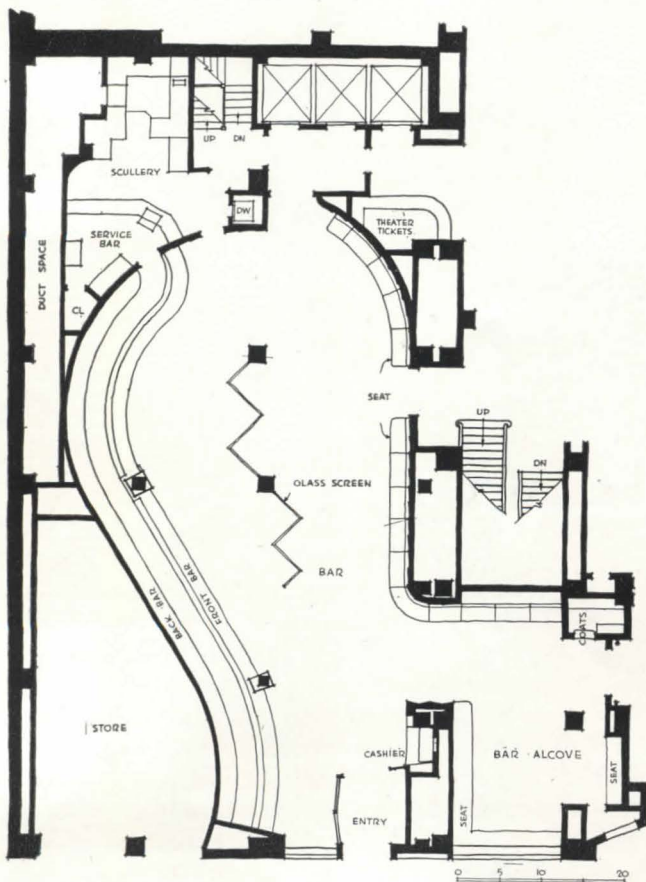 UP
DN
SCULLERY
DW
THEATER
TICKETS
SERVICE
BAR
DUCT SPACE
CL
SEAT
UP
DN
GLASS SCREEN
BAR
FRONT BAR
BACK-BAR
COATS
STORE
CASHIER
BAR ALCOVE
SEAT
SEAT
ENTRY
0 5 10 20